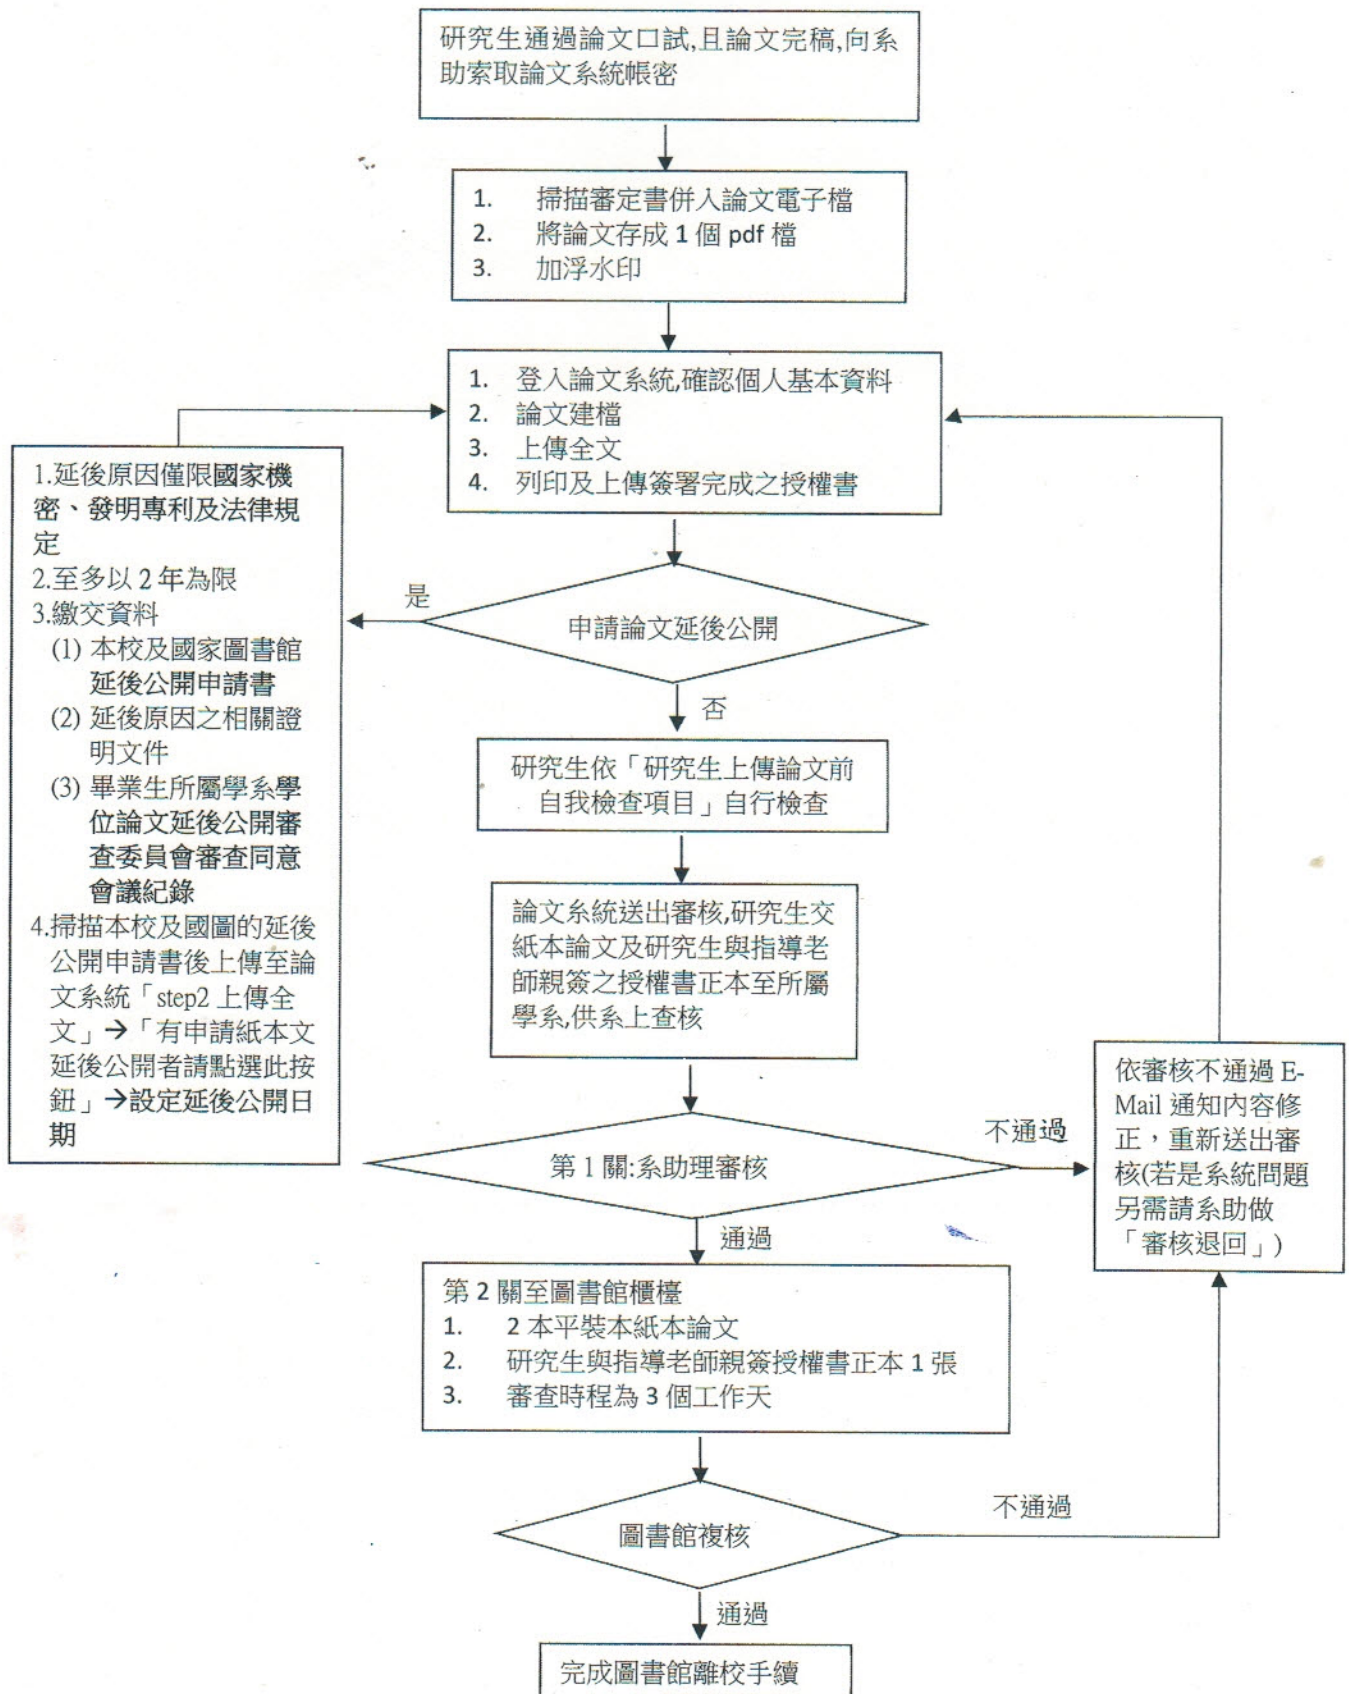 研究生通過論文口試,且論文完稿,向系
助索取論文系統帳密
1. 掃描審定書併入論文電子檔
2. 將論文存成 1 個 pdf 檔
3. 加浮水印
1. 登入論文系統,確認個人基本資料
2. 論文建檔
3. 上傳全文
4. 列印及上傳簽署完成之授權書
申請論文延後公開
是
1.延後原因僅限國家機
密、發明專利及法律規
定
2.至多以 2 年為限
3.繳交資料
(1) 本校及國家圖書館
延後公開申請書
(2) 延後原因之相關證
明文件
(3) 畢業生所屬學系學
位論文延後公開審
查委員會審查同意
會議紀錄
4.掃描本校及國圖的延後
公開申請書後上傳至論
文系統「step2 上傳全
文」→「有申請紙本文
延後公開者請點選此按
鈕」→設定延後公開日
期
否
研究生依「研究生上傳論文前
自我檢查項目」自行檢查
論文系統送出審核,研究生交
紙本論文及研究生與指導老
師親簽之授權書正本至所屬
學系,供系上查核
第 1 關:系助理審核
不通過
依審核不通過 E-
Mail 通知內容修
正，重新送出審
核(若是系統問題
另需請系助做
「審核退回」)
通過
第 2 關至圖書館櫃檯
1. 2 本平裝本紙本論文
2. 研究生與指導老師親簽授權書正本 1 張
3. 審查時程為 3 個工作天
圖書館複核
不通過
通過
完成圖書館離校手續